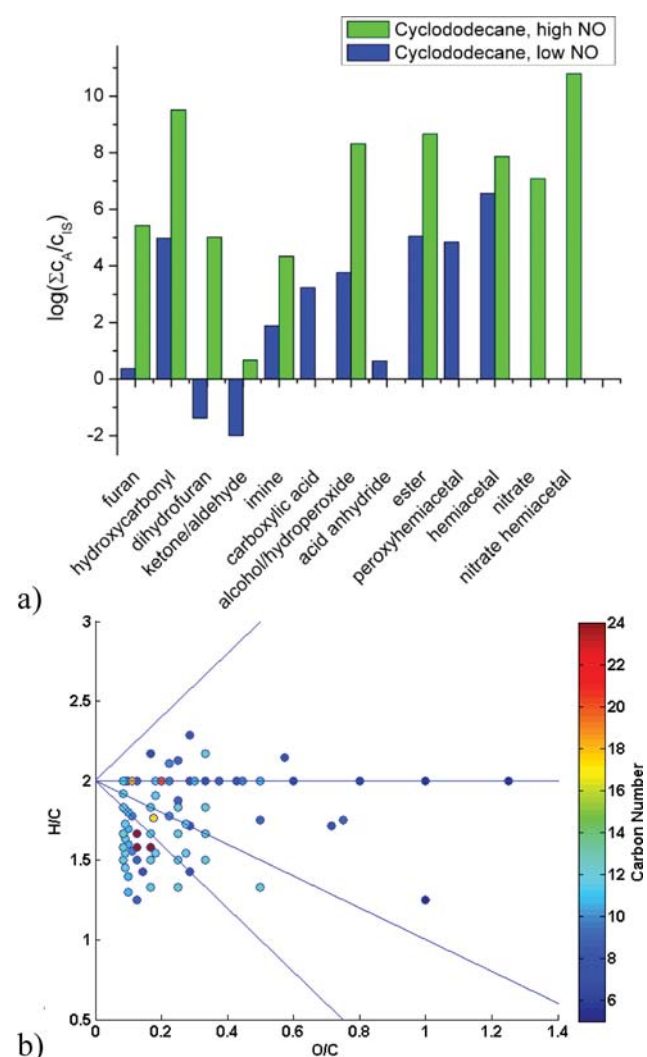 a)
Cyclododecane, high NO
Cyclododecane, low NO
log(Σc_A/c_IS)
10
8
6
4
2
0
-2
furan
hydroxycarbonyl
dihydrofuran
ketone/aldehyde
imine
carboxylic acid
alcohol/hydroperoxide
acid anhydride
ester
peroxyhemiacetal
hemiacetal
nitrate
nitrate hemiacetal
b)
H/C
3
2.5
2
1.5
1
0.5
0
0.2
0.4
0.6
0.8
1
1.2
1.4
O/C
24
22
20
18
16
14
12
10
8
6
Carbon Number